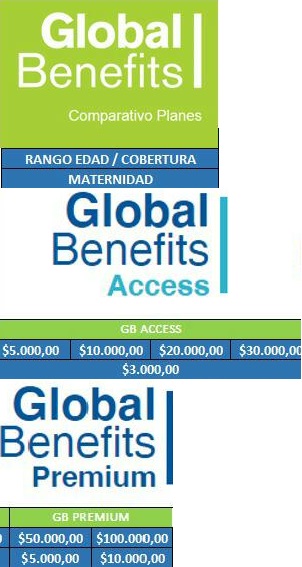 Global
Benefits
Comparativo Planes
RANGO EDAD / COBERTURA
MATERNIDAD
Global
Benefits
Access
GB ACCESS
$5.000,00 $10.000,00 $20.000,00 $30.000,00
$3.000,00
Global
Benefits
Premium
GB PREMIUM
$50.000,00 $100.000,00
$5.000,00 $10.000,00